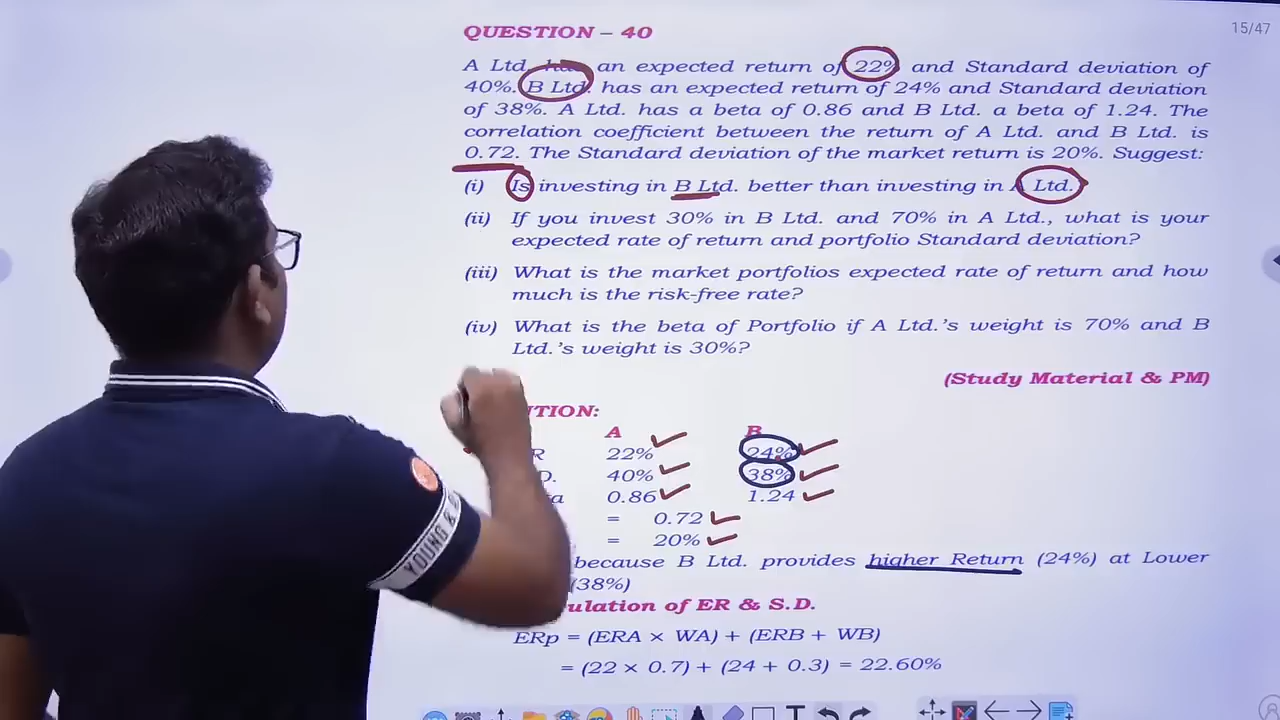 15/47
QUESTION – 40
A Ltd. has an expected return of 22% and Standard deviation of
40%. B Ltd. has an expected return of 24% and Standard deviation
of 38%. A Ltd. has a beta of 0.86 and B Ltd. a beta of 1.24. The
correlation coefficient between the return of A Ltd. and B Ltd. is
0.72. The Standard deviation of the market return is 20%. Suggest:
(i) Is investing in B Ltd. better than investing in A Ltd.
(ii) If you invest 30% in B Ltd. and 70% in A Ltd., what is your
expected rate of return and portfolio Standard deviation?
(iii) What is the market portfolios expected rate of return and how
much is the risk-free rate?
(iv) What is the beta of Portfolio if A Ltd.'s weight is 70% and B
Ltd.'s weight is 30%?
(Study Material & PM)
UTION:
A B
R 22% 24%
D. 40% 38%
ta 0.86 1.24
= 0.72
= 20%
because B Ltd. provides higher Return (24%) at Lower
(38%)
ulation of ER & S.D.
ERp = (ERA × WA) + (ERB + WB)
= (22 × 0.7) + (24 + 0.3) = 22.60%
YOUNG &